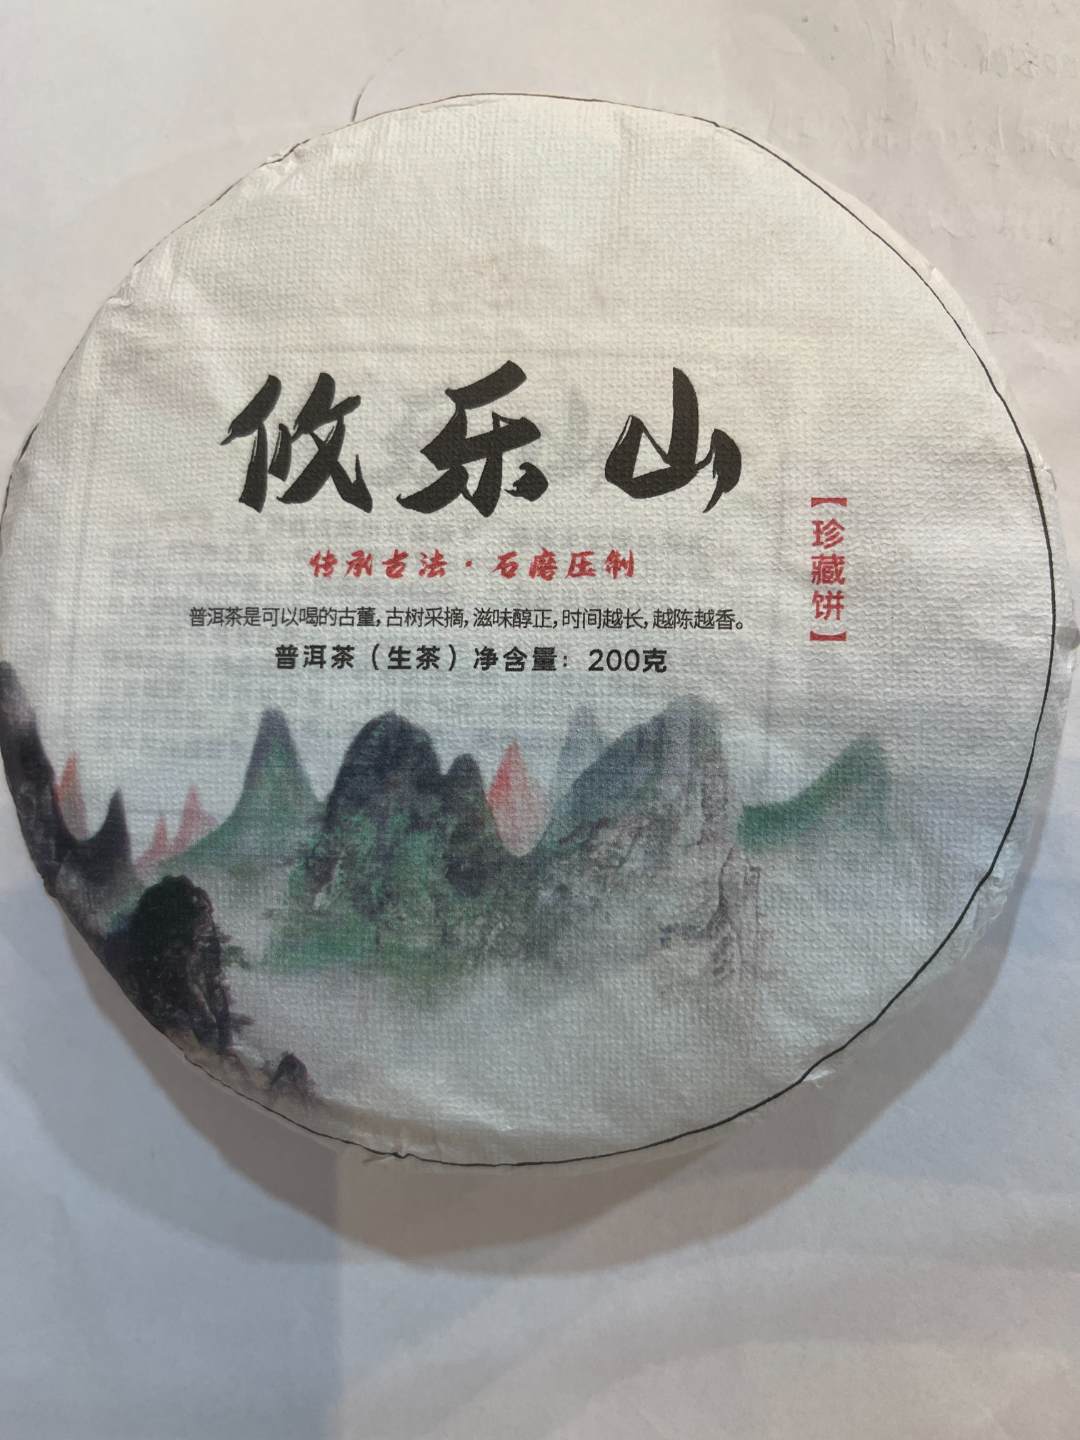 攸乐山
【珍藏饼】
传承古法·石磨压制
普洱茶是可以喝的古董，古树采摘，滋味醇正，时间越长，越陈越香。
普洱茶（生茶）净含量：200克